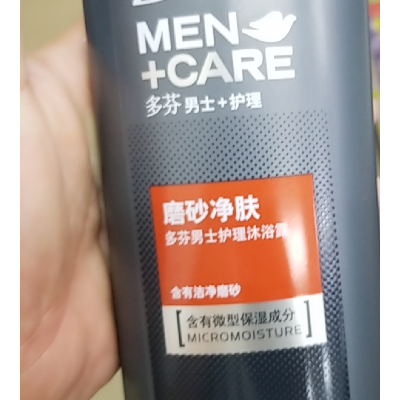 MEN
+CARE
多芬男士+护理
磨砂净肤
多芬男士护理沐浴露
含有洁净磨砂
[含有微型保湿成分
MICROMOISTURE]